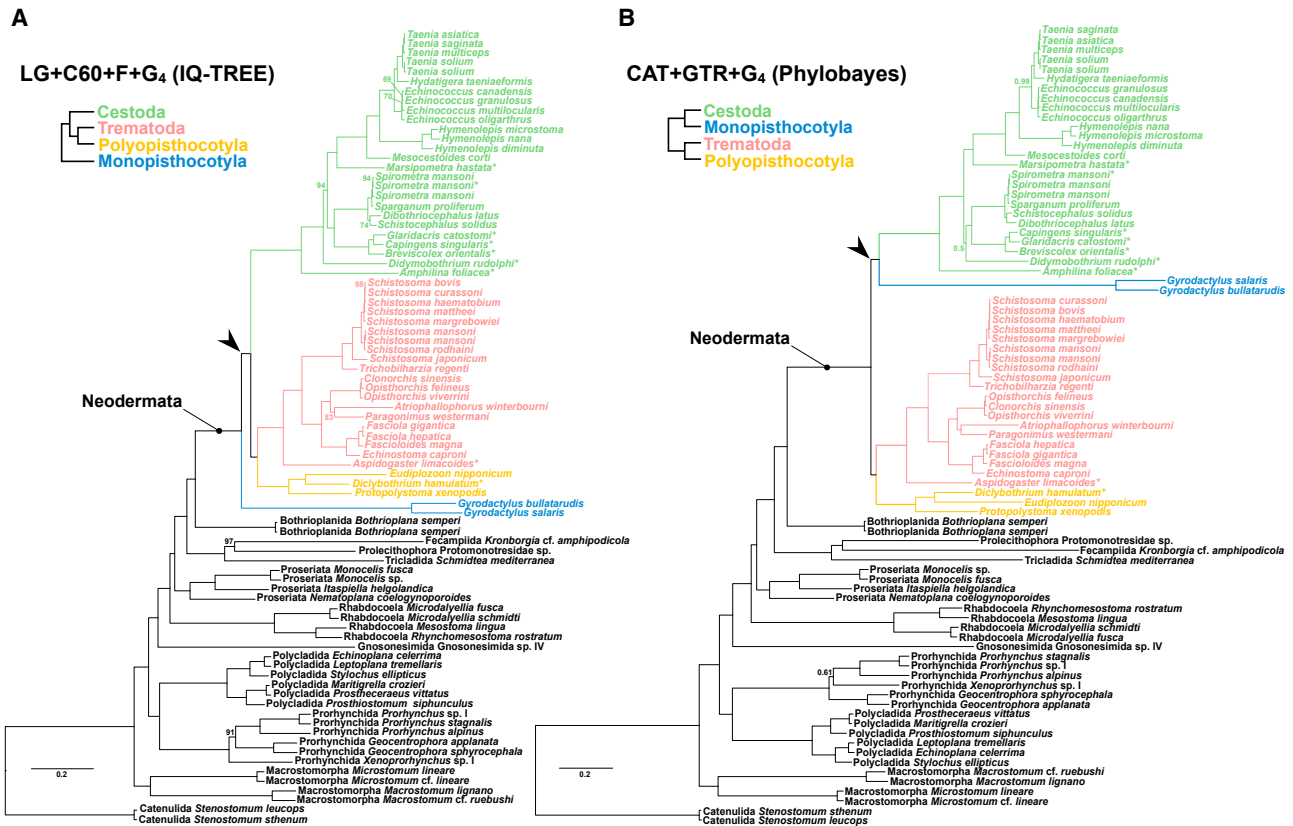 A
LG+C60+F+G4 (IQ-TREE)
Cestoda
Trematoda
Polyopisthocotyla
Monopisthocotyla
Taenia asiatica
Taenia saginata
Taenia multiceps
Taenia solium
Taenia solium
69
Hydatigera taeniaeformis
Echinococcus canadensis
70
Echinococcus granulosus
Echinococcus multilocularis
Echinococcus oligarthrus
Hymenolepis microstoma
Hymenolepis nana
Hymenolepis diminuta
Mesocestoides corti
Marsipometra hastata*
94
94
Spirometra mansoni
Spirometra mansoni*
Spirometra mansoni
Sparganum proliferum
Dibothriocephalus latus
74
Schistocephalus solidus
Glaridacris catostomi*
Capingens singularis*
Breviscolex orientalis*
Didymobothrium rudolphi*
Amphilina foliacea*
98
Schistosoma bovis
Schistosoma curassoni
Schistosoma haematobium
Schistosoma mattheei
Schistosoma margrebowiei
Schistosoma mansoni
Schistosoma mansoni
Schistosoma rodhaini
Schistosoma japonicum
Trichobilharzia regenti
Clonorchis sinensis
Opisthorchis felineus
Opisthorchis viverrini
Atriophallophorus winterbourni
83
Paragonimus westermani
Fasciola gigantica
Fasciola hepatica
Fascioloides magna
Echinostoma caproni
Aspidogaster limacoides*
Neodermata
Eudiplozoon nipponicum
Diclybothrium hamulatum*
Protopolystoma xenopodis
Gyrodactylus bullatarudis
Gyrodactylus salaris
Bothrioplanida Bothrioplana semperi
Bothrioplanida Bothrioplana semperi
97
Fecampiida Kronborgia cf. amphipodicola
Prolecithophora Protomonotresidae sp.
Tricladida Schmidtea mediterranea
Proseriata Monocelis fusca
Proseriata Monocelis sp.
Proseriata Itaspiella helgolandica
Proseriata Nematoplana coelogynoporoides
Rhabdocoela Microdalyellia fusca
Rhabdocoela Microdalyellia schmidti
Rhabdocoela Mesostoma lingua
Rhabdocoela Rhynchomesostoma rostratum
Gnosonesimida Gnosonesimida sp. IV
Polycladida Echinoplana celerrima
Polycladida Leptoplana tremellaris
Polycladida Stylochus ellipticus
Polycladida Maritigrella crozieri
Polycladida Prostheceraeus vittatus
Polycladida Prosthiostomum siphunculus
Prorhynchida Prorhynchus sp. I
Prorhynchida Prorhynchus stagnalis
91
Prorhynchida Prorhynchus alpinus
Prorhynchida Geocentrophora applanata
Prorhynchida Geocentrophora sphyrocephala
Prorhynchida Xenoprorhynchus sp. I
0.2
Macrostomorpha Microstomum lineare
Macrostomorpha Microstomum cf. lineare
Macrostomorpha Macrostomum lignano
Macrostomorpha Macrostomum cf. ruebushi
Catenulida Stenostomum leucops
Catenulida Stenostomum sthenum
B
CAT+GTR+G4 (Phylobayes)
Cestoda
Monopisthocotyla
Trematoda
Polyopisthocotyla
Taenia saginata
Taenia asiatica
Taenia multiceps
Taenia solium
Taenia solium
0.99
Hydatigera taeniaeformis
Echinococcus granulosus
Echinococcus canadensis
Echinococcus multilocularis
Echinococcus oligarthrus
Hymenolepis nana
Hymenolepis microstoma
Hymenolepis diminuta
Mesocestoides corti
Marsipometra hastata*
Spirometra mansoni*
Spirometra mansoni
Spirometra mansoni
Sparganum proliferum
Schistocephalus solidus
Dibothriocephalus latus
Capingens singularis*
Glaridacris catostomi*
0.5
Breviscolex orientalis*
Didymobothrium rudolphi*
Amphilina foliacea*
Gyrodactylus salaris
Gyrodactylus bullatarudis
Schistosoma curassoni
Schistosoma bovis
Schistosoma haematobium
Schistosoma mattheei
Schistosoma margrebowiei
Schistosoma mansoni
Schistosoma mansoni
Schistosoma rodhaini
Schistosoma japonicum
Trichobilharzia regenti
Neodermata
Opisthorchis felineus
Clonorchis sinensis
Opisthorchis viverrini
Atriophallophorus winterbourni
Paragonimus westermani
Fasciola hepatica
Fasciola gigantica
Fascioloides magna
Echinostoma caproni
Aspidogaster limacoides*
Diclybothrium hamulatum*
Eudiplozoon nipponicum
Protopolystoma xenopodis
Bothrioplanida Bothrioplana semperi
Bothrioplanida Bothrioplana semperi
Prolecithophora Protomonotresidae sp.
Fecampiida Kronborgia cf. amphipodicola
Tricladida Schmidtea mediterranea
Proseriata Monocelis sp.
Proseriata Monocelis fusca
Proseriata Itaspiella helgolandica
Proseriata Nematoplana coelogynoporoides
Rhabdocoela Rhynchomesostoma rostratum
Rhabdocoela Mesostoma lingua
Rhabdocoela Microdalyellia schmidti
Rhabdocoela Microdalyellia fusca
Gnosonesimida Gnosonesimida sp. IV
Prorhynchida Prorhynchus stagnalis
Prorhynchida Prorhynchus sp. I
0.61
Prorhynchida Prorhynchus alpinus
Prorhynchida Xenoprorhynchus sp. I
Prorhynchida Geocentrophora sphyrocephala
Prorhynchida Geocentrophora applanata
Polycladida Prostheceraeus vittatus
Polycladida Maritigrella crozieri
Polycladida Prosthiostomum siphunculus
Polycladida Leptoplana tremellaris
Polycladida Echinoplana celerrima
Polycladida Stylochus ellipticus
0.2
Macrostomorpha Macrostomum cf. ruebushi
Macrostomorpha Macrostomum lignano
Macrostomorpha Microstomum lineare
Macrostomorpha Microstomum cf. lineare
Catenulida Stenostomum sthenum
Catenulida Stenostomum leucops